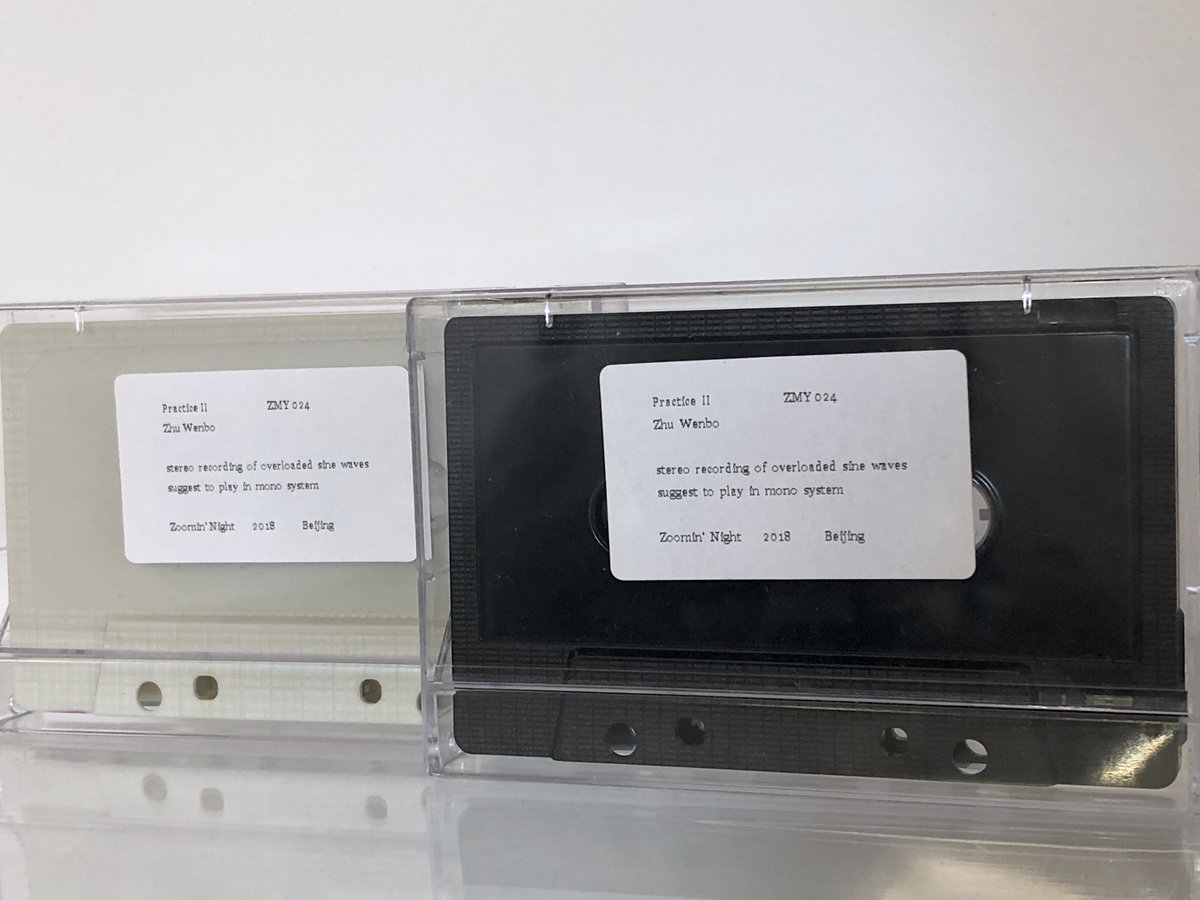 Practice II ZMY 024
Zhu Wenbo
stereo recording of overloaded sine waves
suggest to play in mono system
Zoomin' Night 2018 Beijing
Practice II ZMY 024
Zhu Wenbo
stereo recording of overloaded sine waves
suggest to play in mono system
Zoomin' Night 2018 Beijing